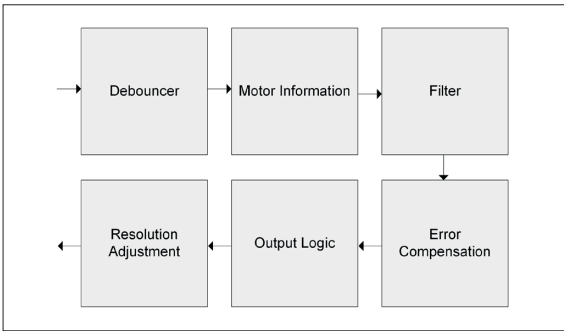 Debouncer
Motor Information
Filter
Resolution
Adjustment
Output Logic
Error
Compensation